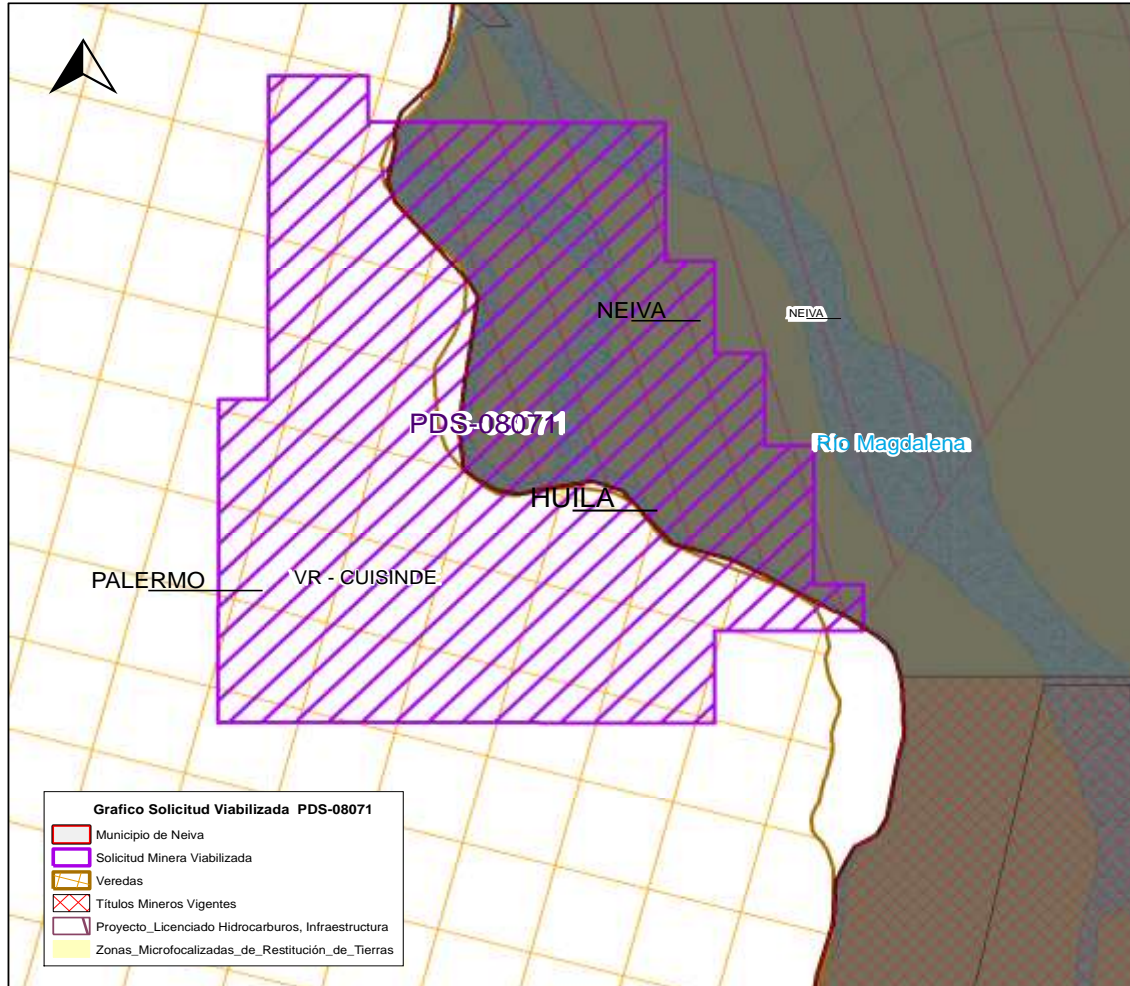 NEIVA
NEIVA
PDS-08071
Río Magdalena
HUILA
PALERMO
VR - CUISINDE
Grafico Solicitud Viabilizada PDS-08071
Municipio de Neiva
Solicitud Minera Viabilizada
Veredas
Títulos Mineros Vigentes
Proyecto_Licenciado Hidrocarburos, Infraestructura
Zonas_Microfocalizadas_de_Restitución_de_Tierras